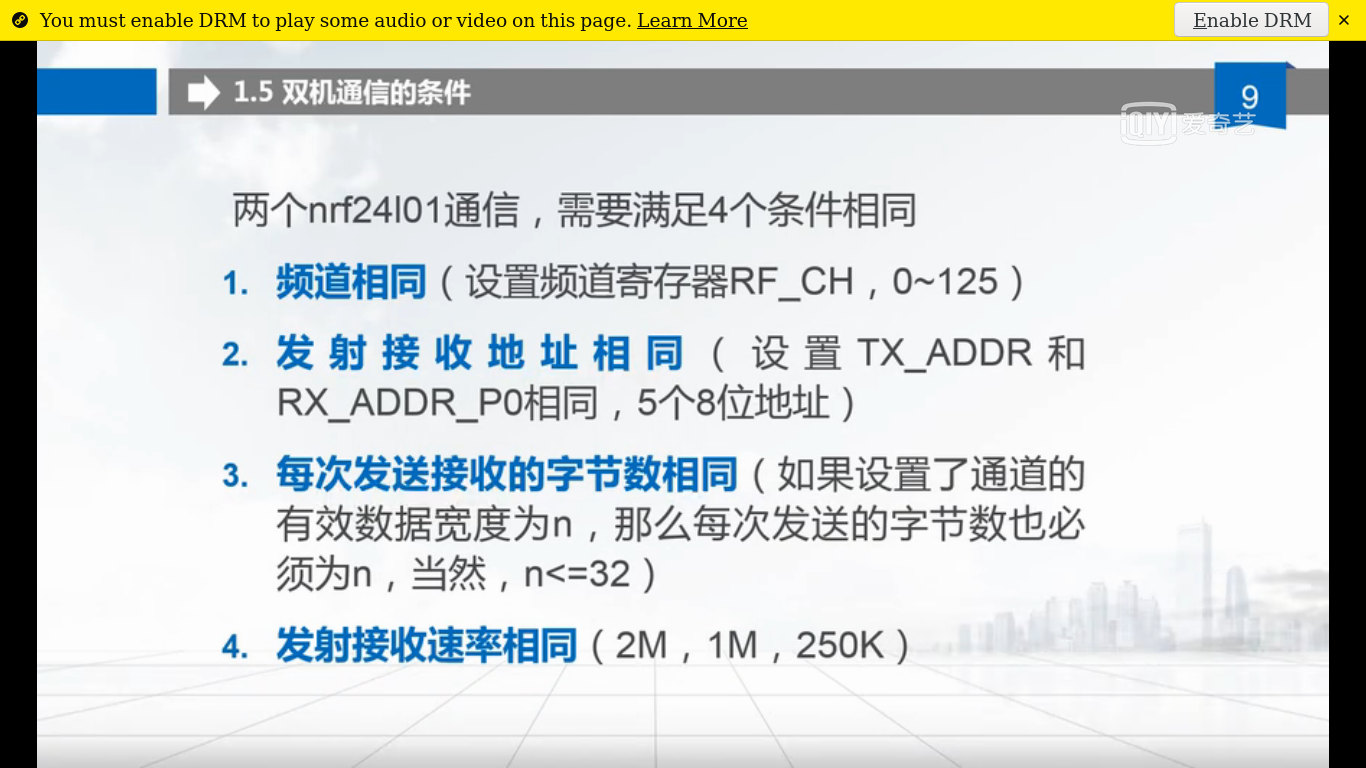 You must enable DRM to play some audio or video on this page. Learn More
Enable DRM
1.5 双机通信的条件
9
QIY 爱奇艺
两个nrf24l01通信，需要满足4个条件相同
1. 频道相同（设置频道寄存器RF_CH，0~125）
2. 发射接收地址相同（设置TX_ADDR和
RX_ADDR_P0相同，5个8位地址）
3. 每次发送接收的字节数相同（如果设置了通道的
有效数据宽度为n，那么每次发送的字节数也必
须为n，当然，n<=32）
4. 发射接收速率相同（2M，1M，250K）